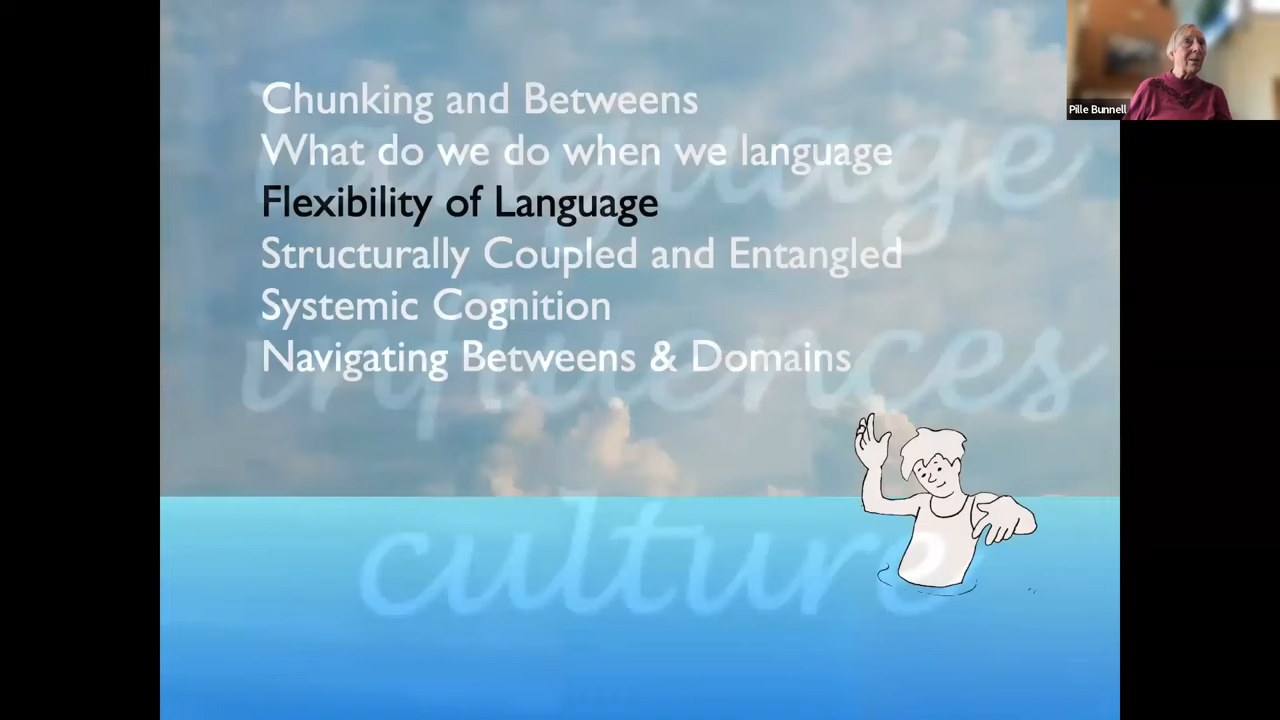 Chunking and Betweens
What do we do when we language
Flexibility of Language
Structurally Coupled and Entangled
Systemic Cognition
Navigating Betweens & Domains
language
influences
culture
Pille Bunnell